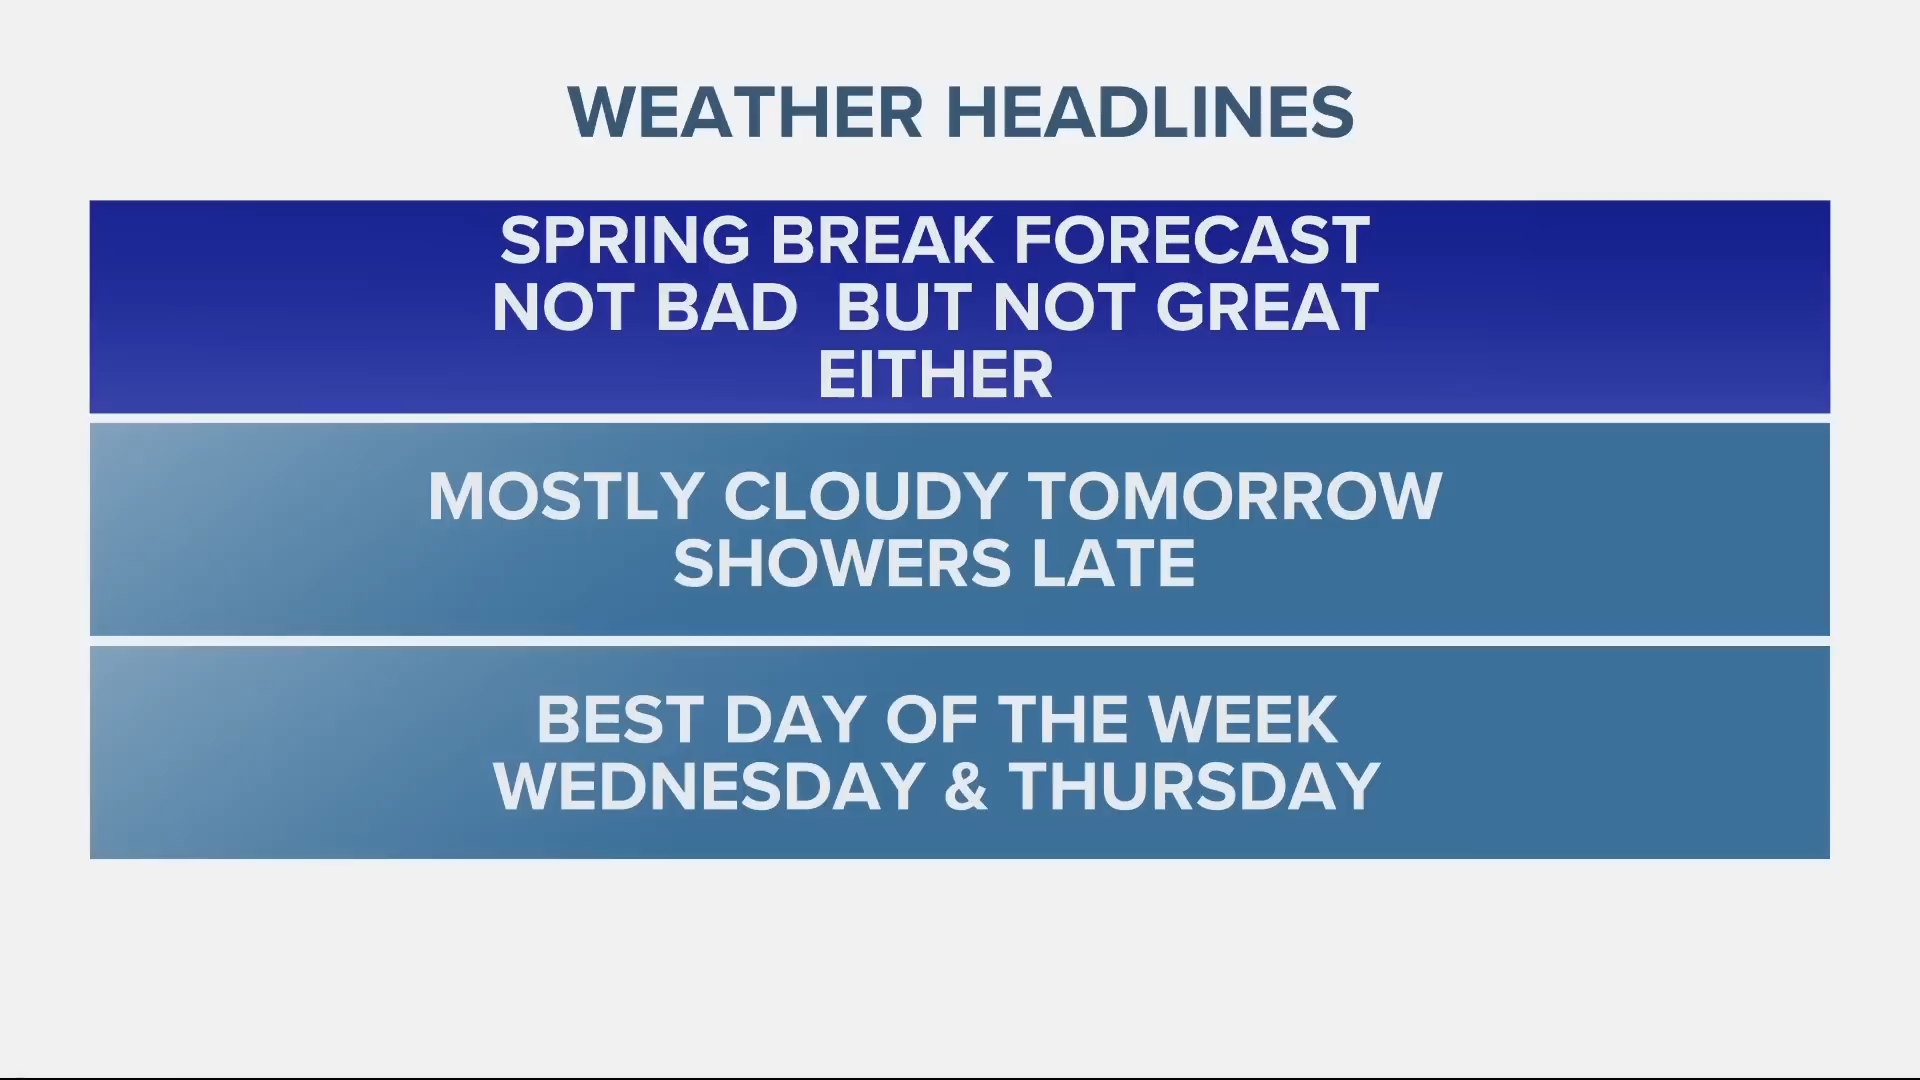 WEATHER HEADLINES
SPRING BREAK FORECAST
NOT BAD  BUT NOT GREAT
EITHER
MOSTLY CLOUDY TOMORROW
SHOWERS LATE
BEST DAY OF THE WEEK
WEDNESDAY & THURSDAY